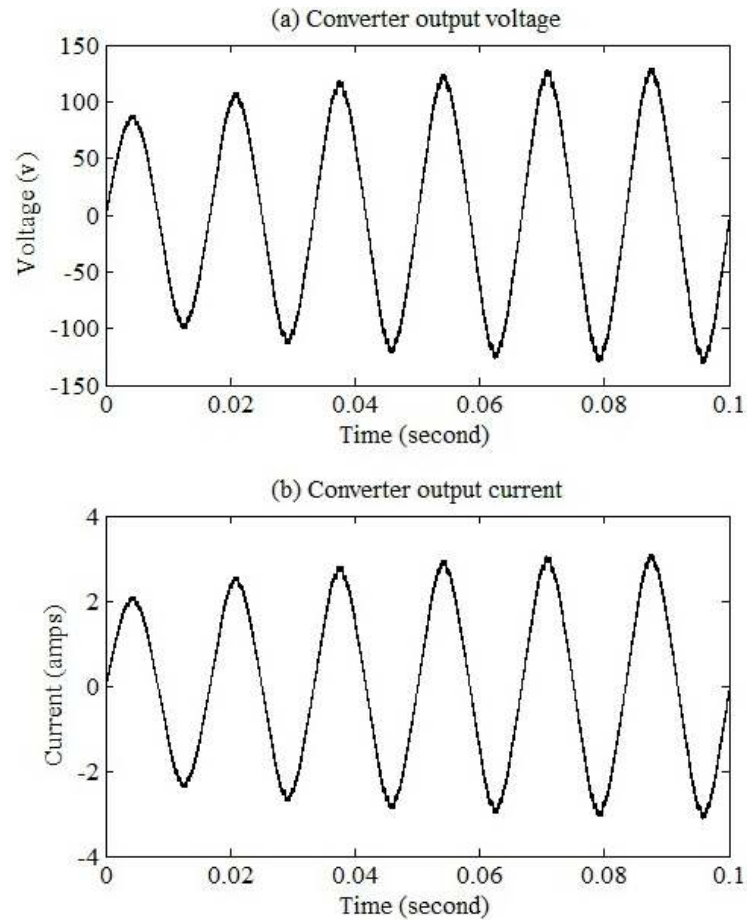 (a) Converter output voltage
150
100
50
0
-50
-100
-150
Voltage (v)
0 0.02 0.04 0.06 0.08 0.1
Time (second)
(b) Converter output current
4
2
0
-2
-4
Current (amps)
0 0.02 0.04 0.06 0.08 0.1
Time (second)